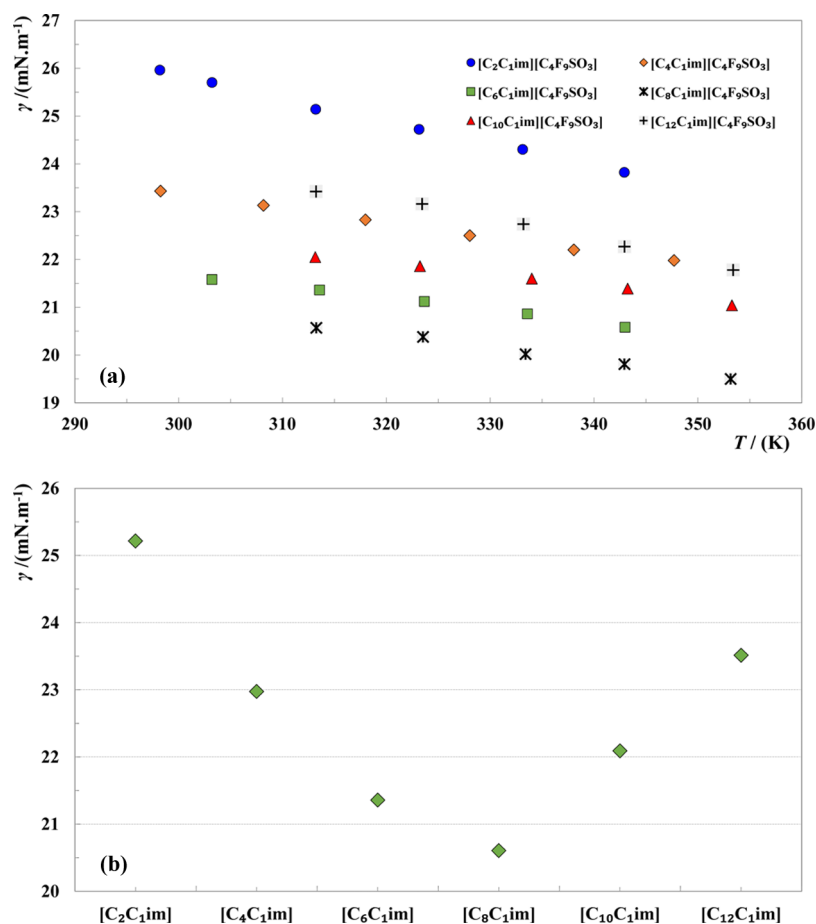 27
26
25
24
23
22
21
20
19
γ /(mN.m⁻¹)
[C₂C₁im][C₄F₉SO₃] [C₄C₁im][C₄F₉SO₃]
[C₆C₁im][C₄F₉SO₃] [C₈C₁im][C₄F₉SO₃]
[C₁₀C₁im][C₄F₉SO₃] [C₁₂C₁im][C₄F₉SO₃]
(a)
290 300 310 320 330 340 350 360
T / (K)
26
25
24
23
22
21
20
γ /(mN.m⁻¹)
(b)
[C₂C₁im] [C₄C₁im] [C₆C₁im] [C₈C₁im] [C₁₀C₁im] [C₁₂C₁im]